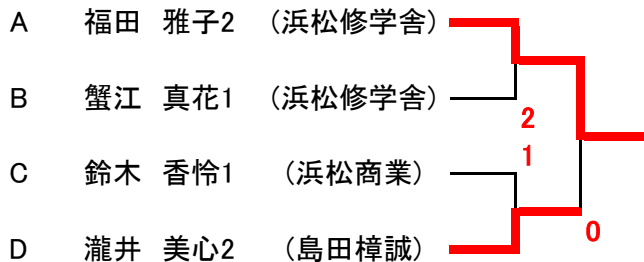 A 福田 雅子2 (浜松修学舎)
B 蟹江 真花1 (浜松修学舎)
2
1
C 鈴木 香怜1 (浜松商業)
D 瀧井 美心2 (島田樟誠)
0